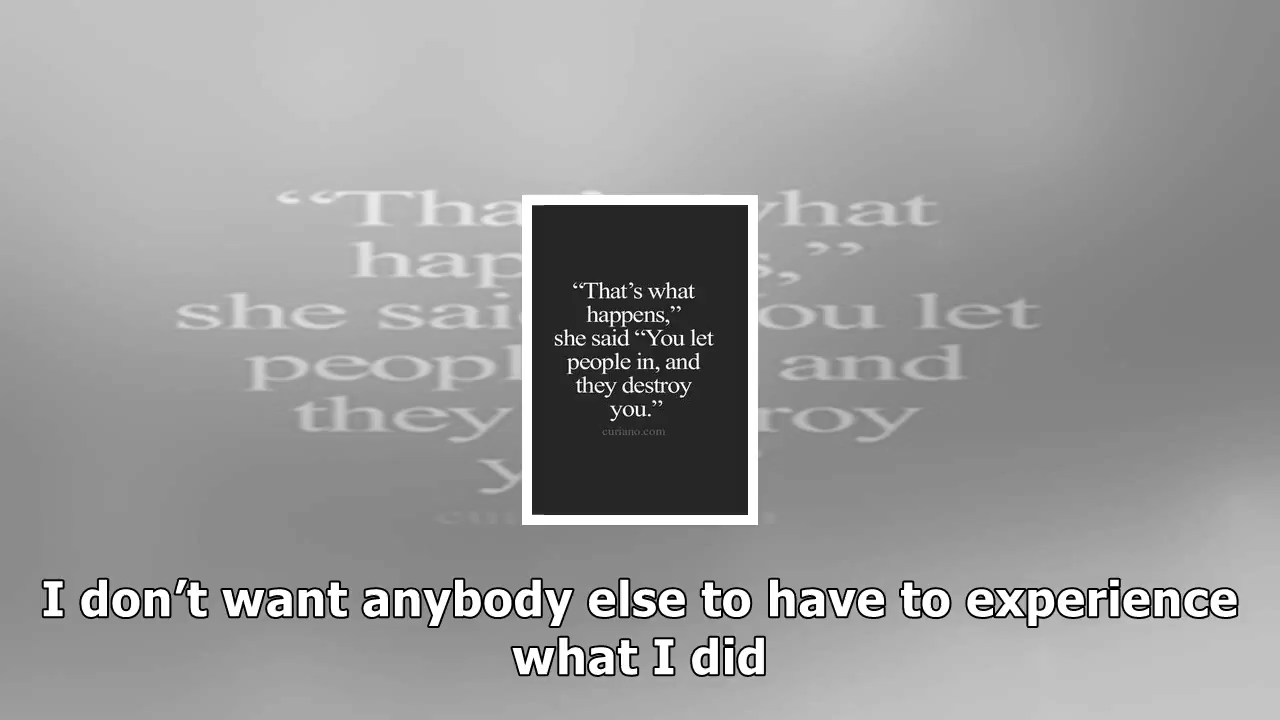 “That’s what
happens,”
she said “You let
people in, and
they destroy
you.”
curiano.com
I don’t want anybody else to have to experience
what I did